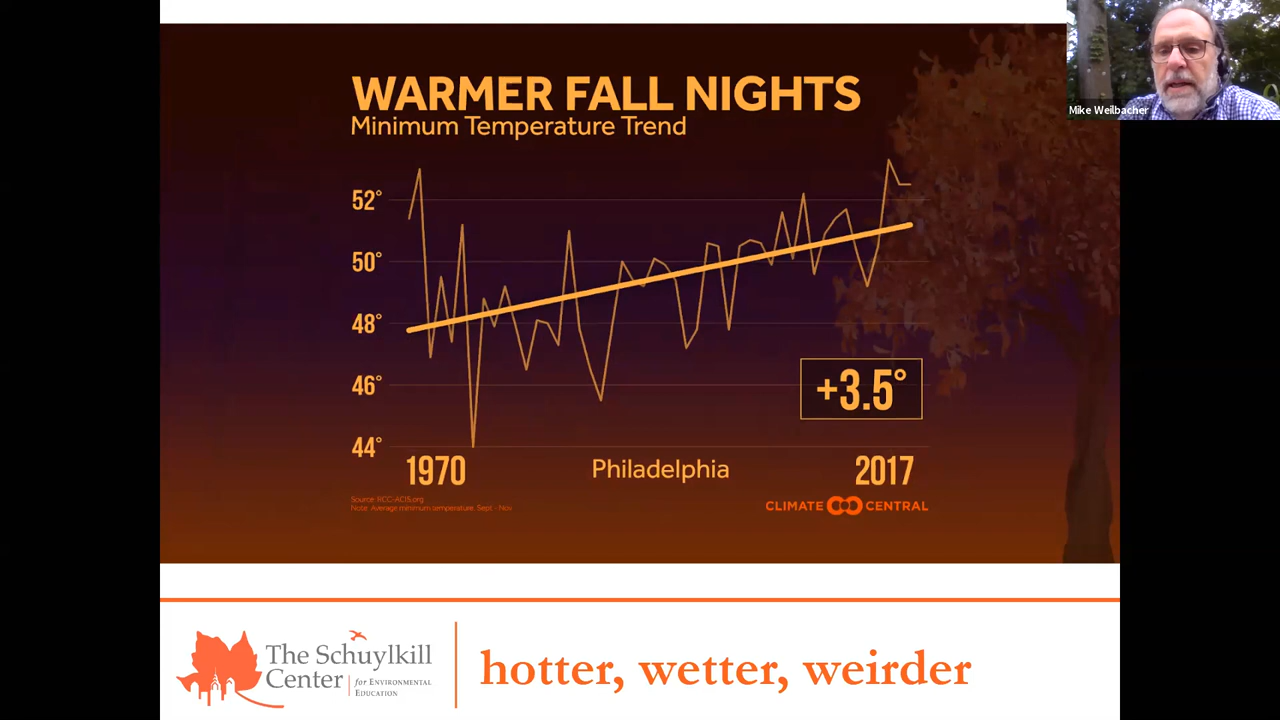 WARMER FALL NIGHTS
Minimum Temperature Trend
Mike Weilbacher
52°
50°
48°
46°
44°
+3.5°
1970
Philadelphia
2017
Source: RCC-ACIS.org
Note: Average minimum temperature: Sept - Nov
CLIMATE CENTRAL
The Schuylkill
Center
for Environmental
Education
hotter, wetter, weirder